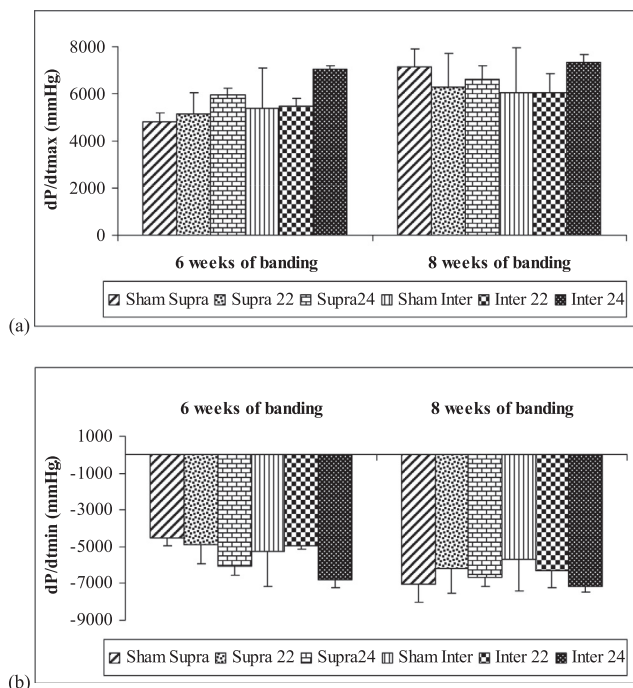 (a)
dP/dtmax (mmHg)
8000
6000
4000
2000
0
6 weeks of banding 8 weeks of banding
Sham Supra Supra 22 Supra24 Sham Inter Inter 22 Inter 24
(b)
dP/dtmin (mmHg)
6 weeks of banding 8 weeks of banding
1000
-1000
-3000
-5000
-7000
-9000
Sham Supra Supra 22 Supra24 Sham Inter Inter 22 Inter 24